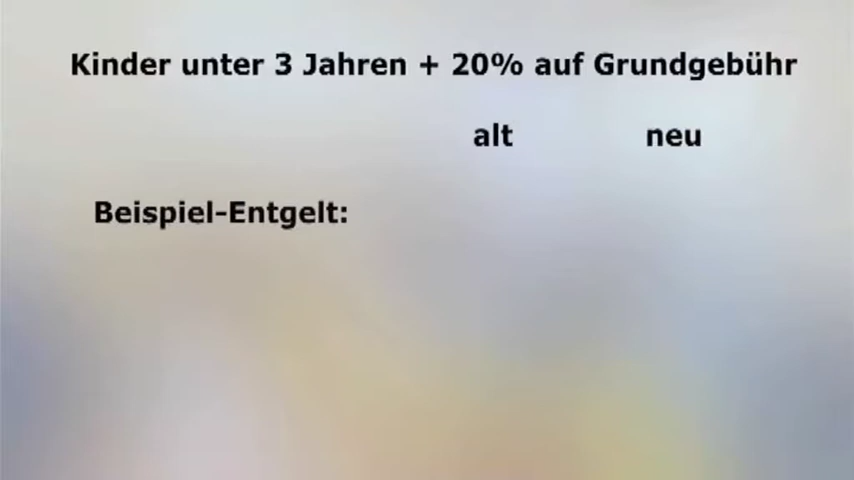 Kinder unter 3 Jahren + 20% auf Grundgebühr
alt neu
Beispiel-Entgelt: